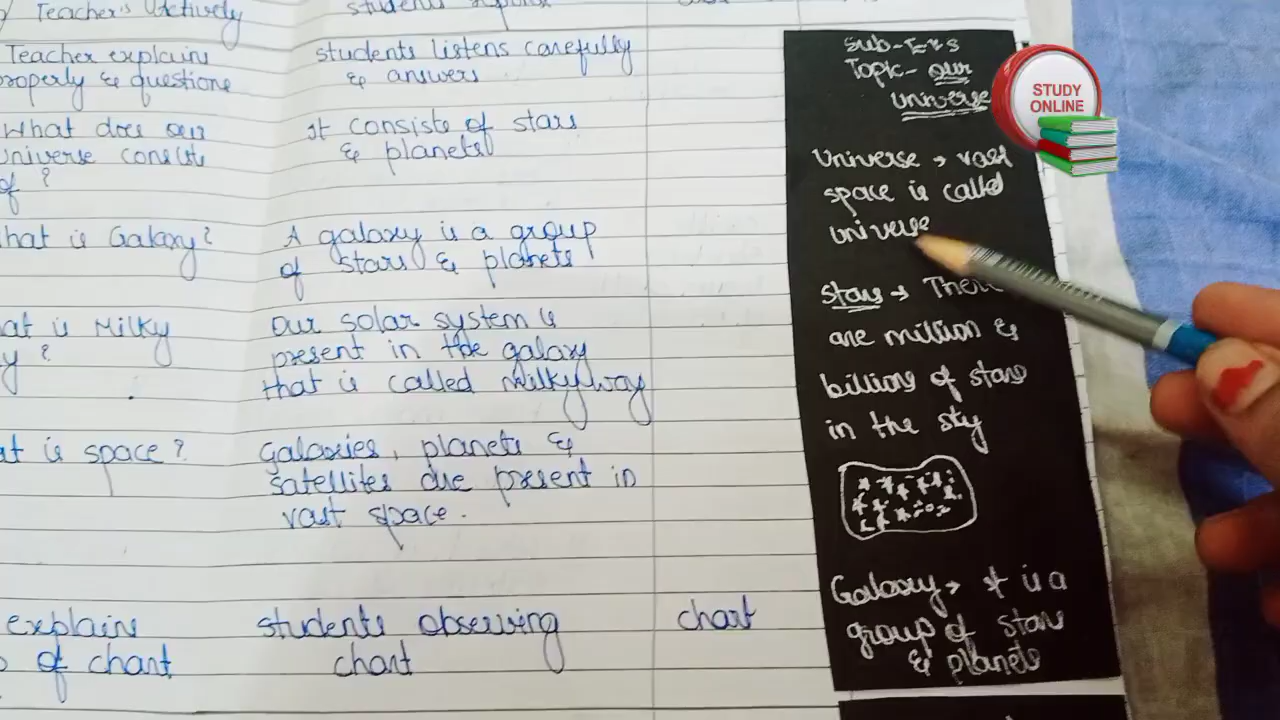 Teacher's Actively
students
Teacher explains
properly & questione
students listens carefully
& answers
What does our
universe consists
of ?
It consists of stars
& planets
hat is Galaxy?
A galaxy is a group
of stars & planets
at is Milky
y ?
Our solar system is
present in the galaxy
that is called Milkyway
at is space?
Galaxies, planets &
satellites are present in
vast space.
explains
of chart
students observing
chart
chart
Sub-
Topic- our
universe
Universe → vast
space is called
universe
Stars → There
are million &
billions of stars
in the sky
Galaxy → It is a
group of stars
& planets
STUDY
ONLINE